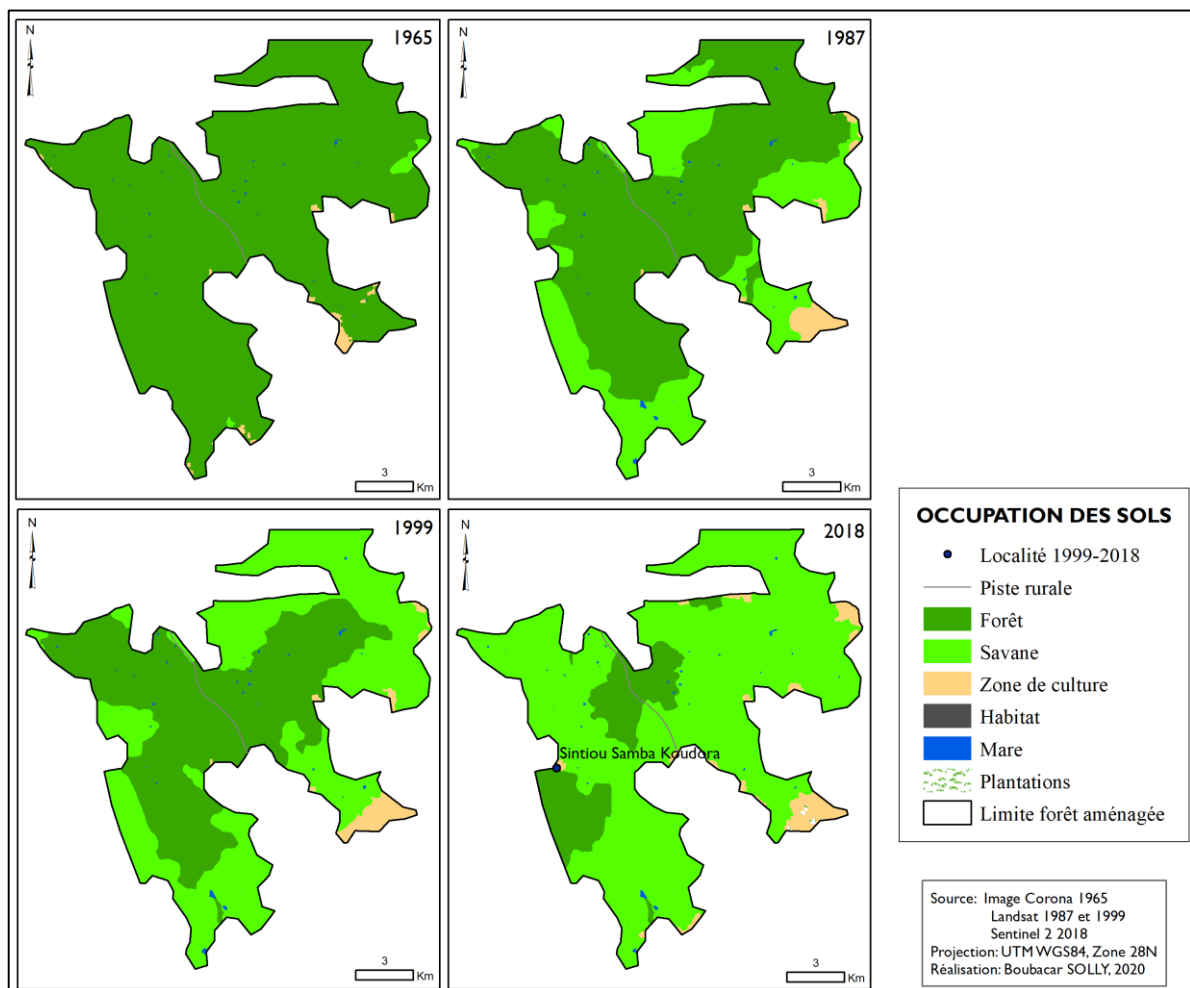 N
1965
3
Km
N
1987
3
Km
N
1999
3
Km
N
2018
Sintiou Samba Koudora
3
Km
OCCUPATION DES SOLS
Localité 1999-2018
Piste rurale
Forêt
Savane
Zone de culture
Habitat
Mare
Plantations
Limite forêt aménagée
Source: Image Corona 1965
Landsat 1987 et 1999
Sentinel 2 2018
Projection: UTM WGS84, Zone 28N
Réalisation: Boubacar SOLLY, 2020